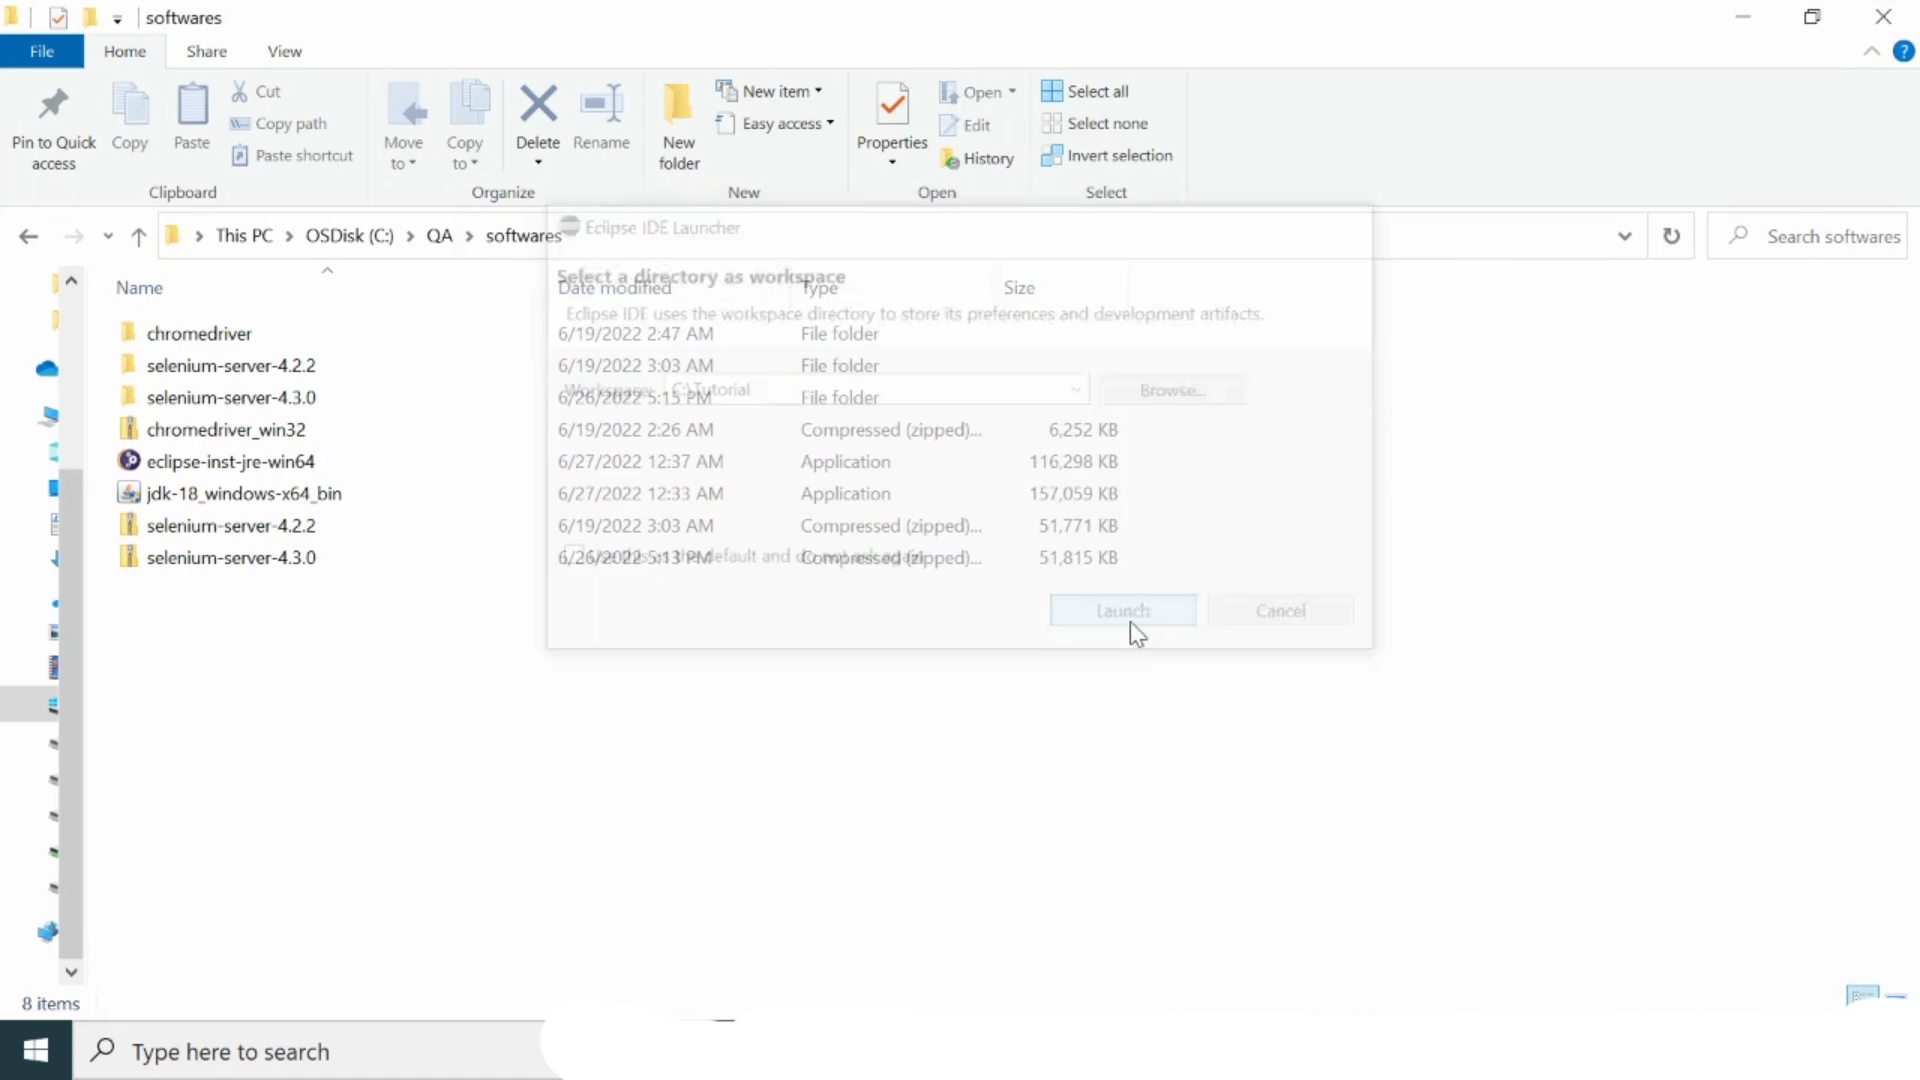 softwares
File Home Share View
Pin to Quick access
Copy
Paste
Cut
Copy path
Paste shortcut
Clipboard
Move to
Copy to
Delete
Rename
Organize
New folder
New item
Easy access
New
Properties
Open
Edit
History
Open
Select all
Select none
Invert selection
Select
This PC > OSDisk (C:) > QA > softwares
Search softwares
Eclipse IDE Launcher
Select a directory as workspace
Eclipse IDE uses the workspace directory to store its preferences and development artifacts.
Workspace: C:\Tutorial Browse...
Name Date modified Type Size
chromedriver 6/19/2022 2:47 AM File folder
selenium-server-4.2.2 6/19/2022 3:03 AM File folder
selenium-server-4.3.0 6/26/2022 5:15 PM File folder
chromedriver_win32 6/19/2022 2:26 AM Compressed (zipped)... 6,252 KB
eclipse-inst-jre-win64 6/27/2022 12:37 AM Application 116,298 KB
jdk-18_windows-x64_bin 6/27/2022 12:33 AM Application 157,059 KB
selenium-server-4.2.2 6/19/2022 3:03 AM Compressed (zipped)... 51,771 KB
selenium-server-4.3.0 6/26/2022 5:13 PM Compressed (zipped)... 51,815 KB
default and do
Launch Cancel
8 items
Type here to search